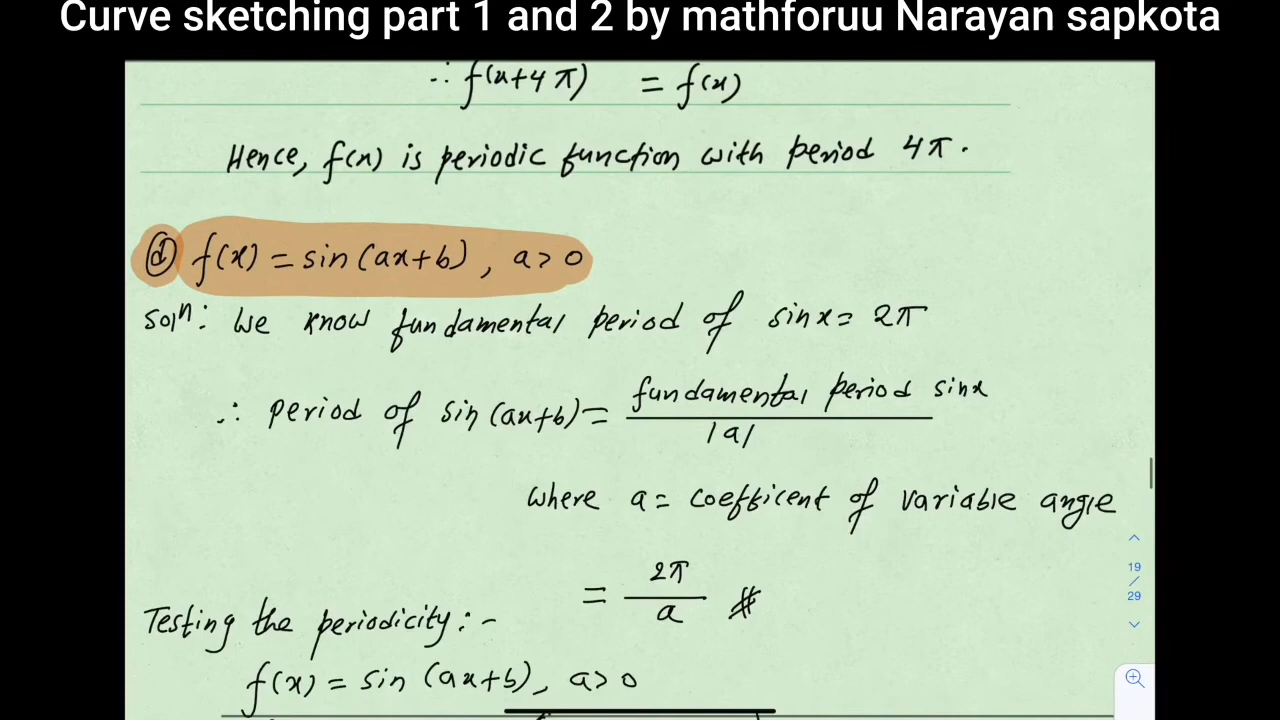 Curve sketching part 1 and 2 by mathforuu Narayan sapkota
∴ f(x+4π) = f(x)
Hence, f(x) is periodic function with period 4π.
ⓓ f(x) = sin(ax+b), a>0
Solⁿ: We know fundamental period of sinx = 2π
∴ period of sin(ax+b) = fundamental period sinx / |a|
where a = coefficent of variable angle
= 2π / a #
Testing the periodicity:-
f(x) = sin (ax+b), a>0
19
/
29